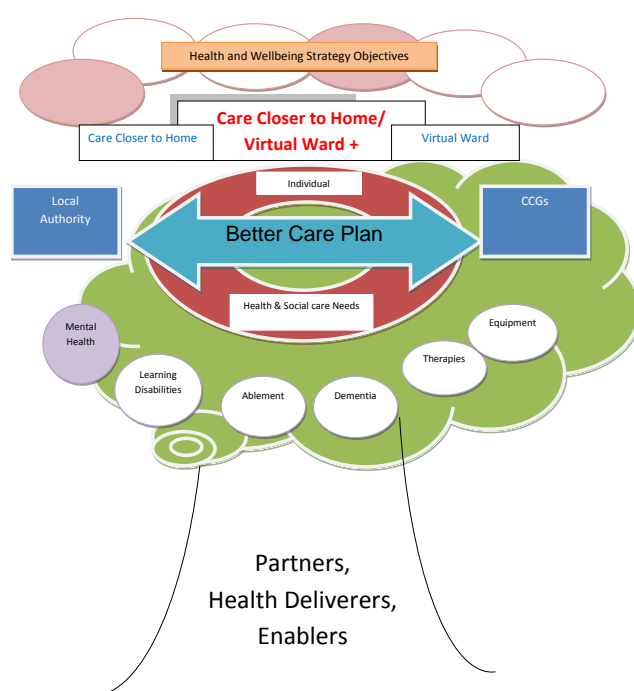 Health and Wellbeing Strategy Objectives
Care Closer to Home/
Virtual Ward +
Care Closer to Home
Virtual Ward
Individual
Local
Authority
CCGs
Better Care Plan
Health & Social care Needs
Mental
Health
Equipment
Therapies
Learning
Disabilities
Ablement
Dementia
Partners,
Health Deliverers,
Enablers